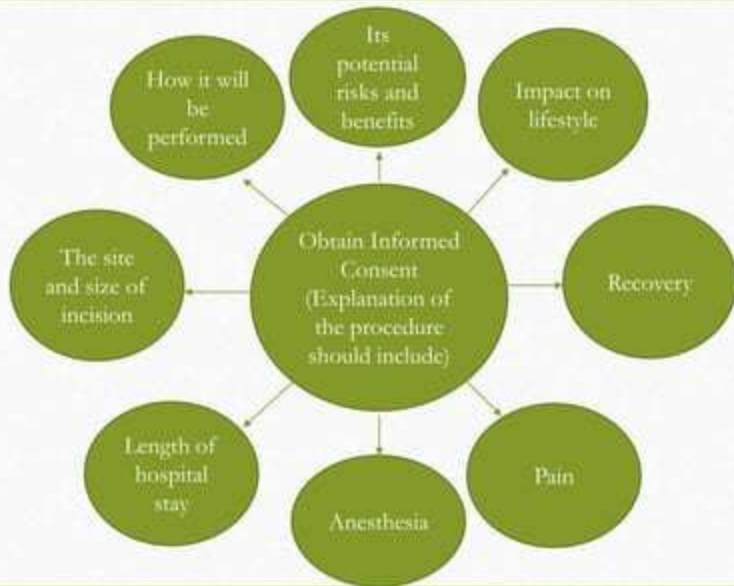 Its
potential
risks and
benefits
How it will
be
performed
Impact on
lifestyle
The site
and size of
incision
Obtain Informed
Consent
(Explanation of
the procedure
should include)
Recovery
Length of
hospital
stay
Anesthesia
Pain